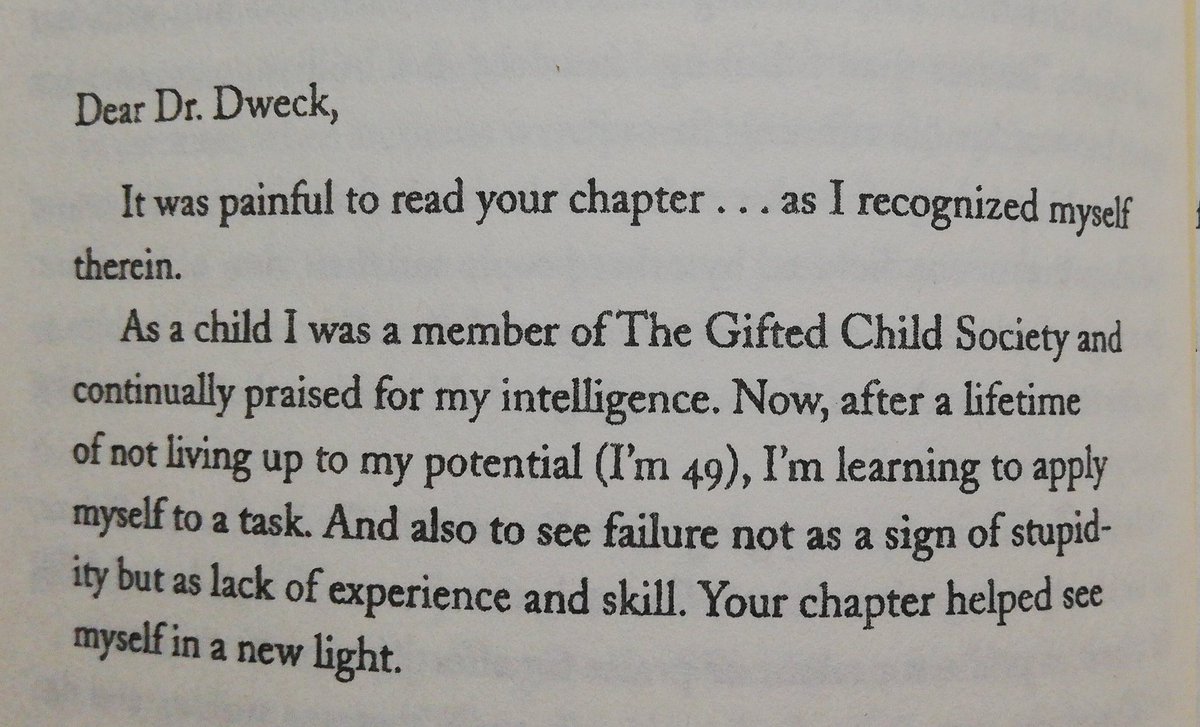 Dear Dr. Dweck,
It was painful to read your chapter . . . as I recognized myself
therein.
As a child I was a member of The Gifted Child Society and
continually praised for my intelligence. Now, after a lifetime
of not living up to my potential (I'm 49), I'm learning to apply
myself to a task. And also to see failure not as a sign of stupid-
ity but as lack of experience and skill. Your chapter helped see
myself in a new light.